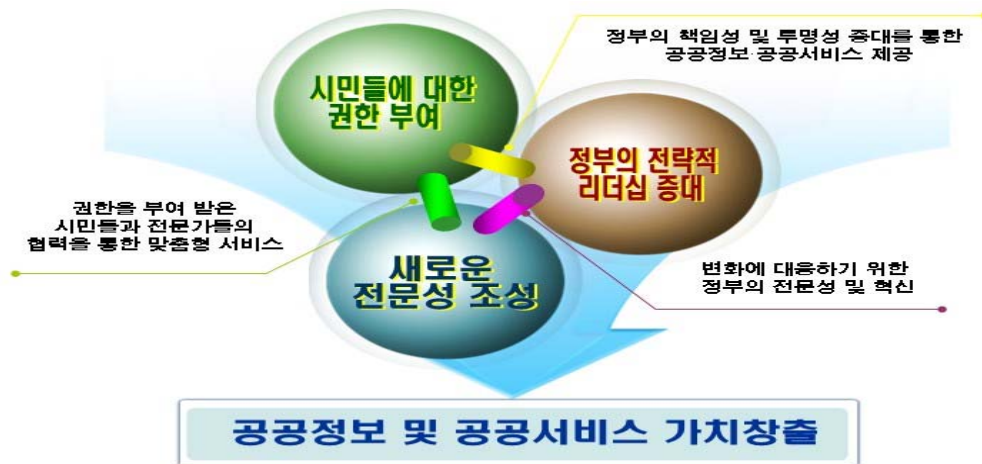 정부의 책임성 및 투명성 증대를 통한
공공정보·공공서비스 제공
시민들에 대한
권한 부여
정부의 전략적
리더십 증대
권한을 부여 받은
시민들과 전문가들의
협력을 통한 맞춤형 서비스
새로운
전문성 조성
변화에 대응하기 위한
정부의 전문성 및 혁신
공공정보 및 공공서비스 가치창출